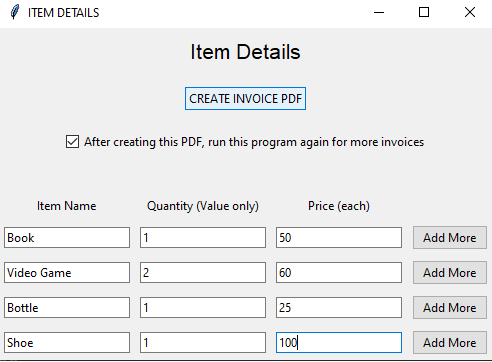 ITEM DETAILS
Item Details
CREATE INVOICE PDF
After creating this PDF, run this program again for more invoices
Item Name Quantity (Value only) Price (each)
Book 1 50 Add More
Video Game 2 60 Add More
Bottle 1 25 Add More
Shoe 1 100 Add More